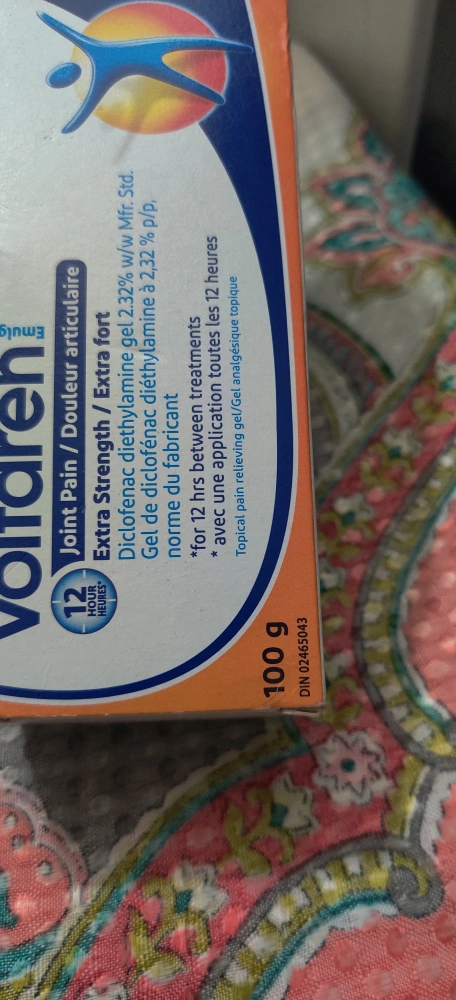 Voltaren
Emulg
Joint Pain / Douleur articulaire
12
HOUR
HEURES*
Extra Strength / Extra fort
Diclofenac diethylamine gel 2.32% w/w Mfr. Std.
Gel de diclofénac diéthylamine à 2,32 % p/p,
norme du fabricant
*for 12 hrs between treatments
* avec une application toutes les 12 heures
Topical pain relieving gel/Gel analgésique topique
100 g
DIN 02465043